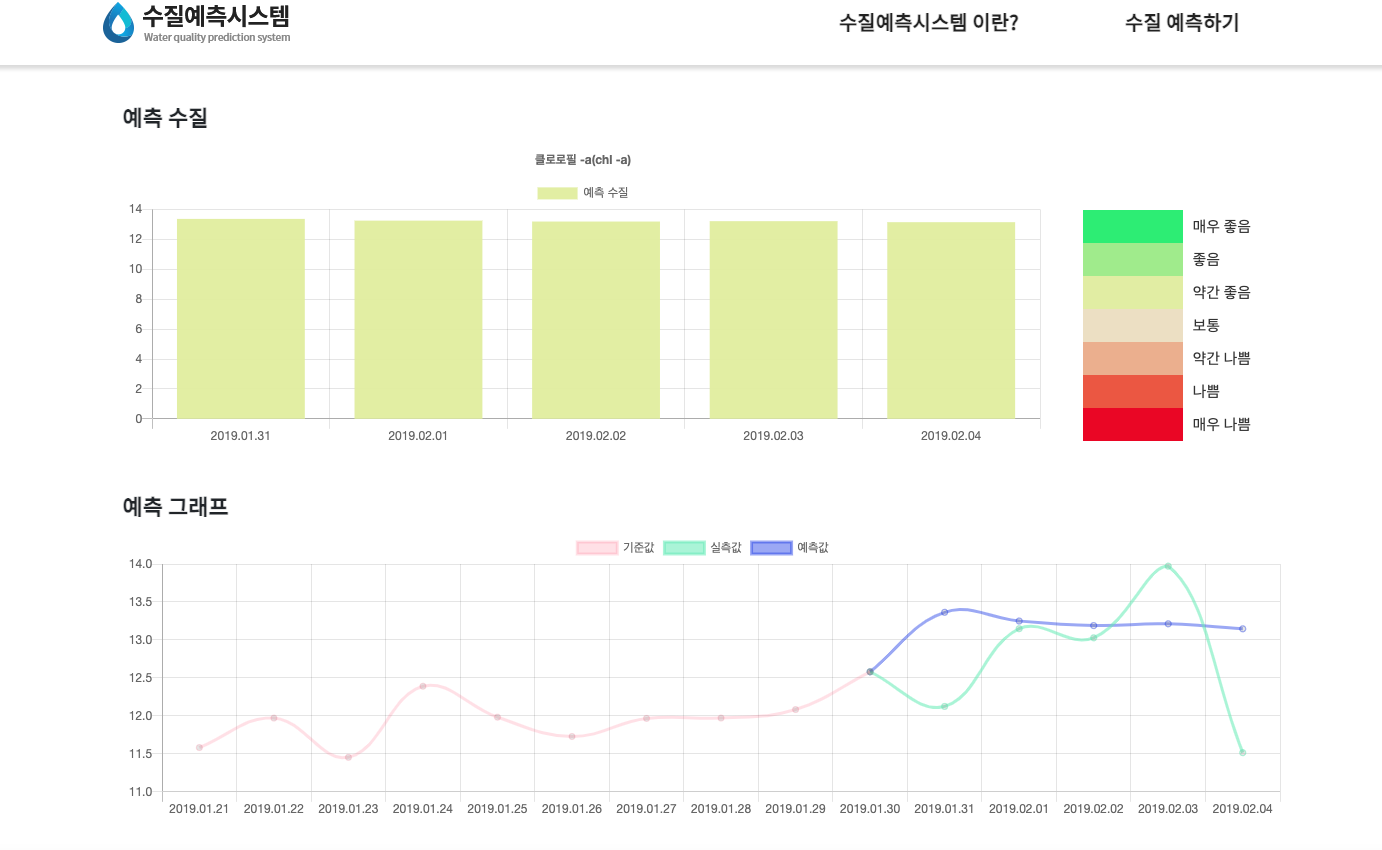 수질예측시스템
Water quality prediction system
수질예측시스템 이란?
수질 예측하기
예측 수질
클로로필 -a(chl -a)
예측 수질
14
12
10
8
6
4
2
0
2019.01.31
2019.02.01
2019.02.02
2019.02.03
2019.02.04
매우 좋음
좋음
약간 좋음
보통
약간 나쁨
나쁨
매우 나쁨
예측 그래프
기준값
실측값
예측값
14.0
13.5
13.0
12.5
12.0
11.5
11.0
2019.01.21
2019.01.22
2019.01.23
2019.01.24
2019.01.25
2019.01.26
2019.01.27
2019.01.28
2019.01.29
2019.01.30
2019.01.31
2019.02.01
2019.02.02
2019.02.03
2019.02.04